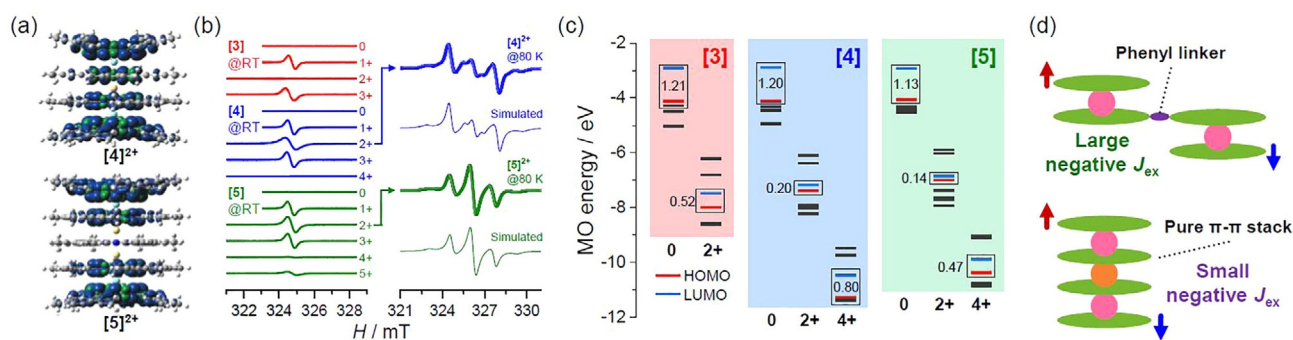 (a)
[4]²⁺
[5]²⁺
(b)
[3]
@RT
0
1+
2+
3+
[4]
@RT
0
1+
2+
3+
4+
[5]
@RT
0
1+
2+
3+
4+
5+
322 324 326 328
[4]²⁺
@80 K
Simulated
[5]²⁺
@80 K
Simulated
321 324 327 330
H / mT
(c)
MO energy / eV
-2
-4
-6
-8
-10
-12
[3]
1.21
0.52
0 2+
HOMO
LUMO
[4]
1.20
0.20
0.80
0 2+ 4+
[5]
1.13
0.14
0.47
0 2+ 4+
(d)
Phenyl linker
Large
negative Jex
Pure π-π stack
Small
negative Jex